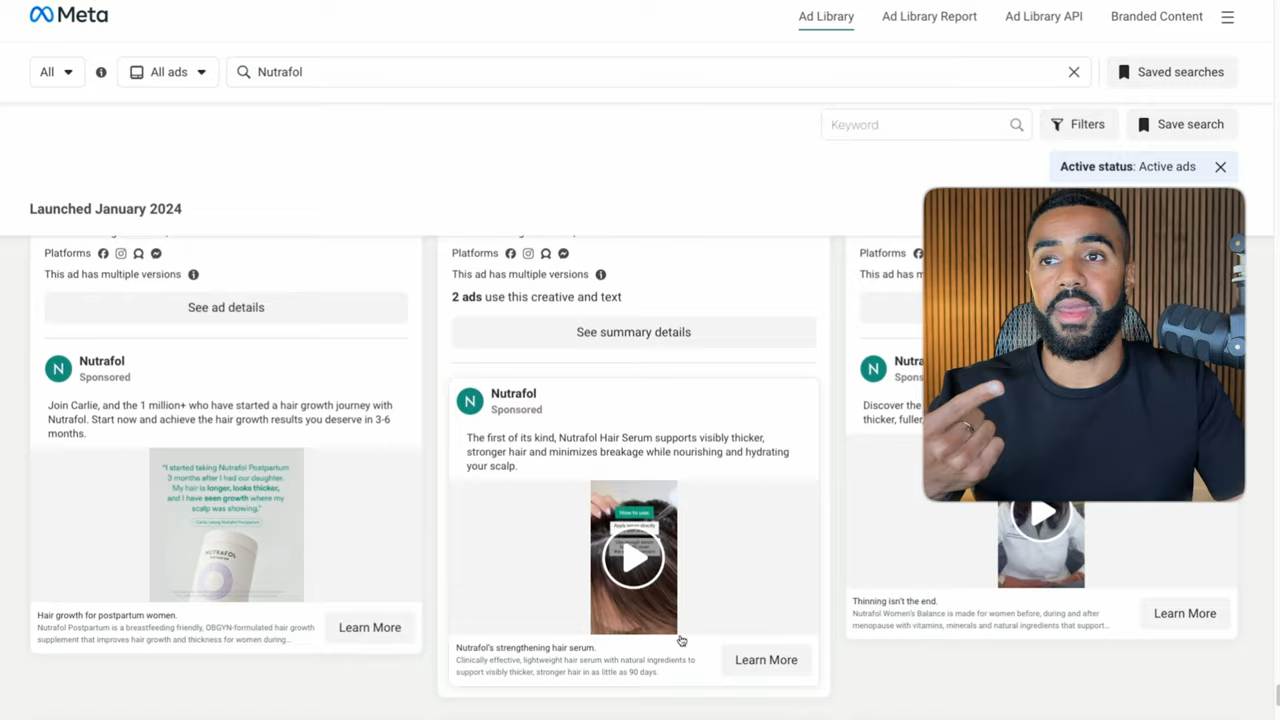 Meta
Ad Library
Ad Library Report
Ad Library API
Branded Content
All
All ads
Nutrafol
Saved searches
Keyword
Filters
Save search
Active status: Active ads
Launched January 2024
Platforms
This ad has multiple versions
See ad details
Nutrafol
Sponsored
Join Carlie, and the 1 million+ who have started a hair growth journey with
Nutrafol. Start now and achieve the hair growth results you deserve in 3-6
months.
"I started taking Nutrafol Postpartum
3 months after I had our daughter.
My hair is longer, looks thicker,
and I have seen growth where my
scalp was showing."
NUTRAFOL
Hair growth for postpartum women.
Nutrafol Postpartum is a breastfeeding friendly, OBGYN-formulated hair growth
supplement that improves hair growth and thickness for women during...
Learn More
Platforms
This ad has multiple versions
2 ads use this creative and text
See summary details
N
Nutrafol
Sponsored
The first of its kind, Nutrafol Hair Serum supports visibly thicker,
stronger hair and minimizes breakage while nourishing and hydrating
your scalp.
How to use:
Apply serum directly
Nutrafol's strengthening hair serum.
Clinically effective, lightweight hair serum with natural ingredients to
support visibly thicker, stronger hair in as little as 90 days.
Learn More
Platforms
This ad has m
N
Nutra
Spons
Discover the
thicker, fuller,
Thinning isn't the end.
Nutrafol Women's Balance is made for women before, during and after
menopause with vitamins, minerals and natural ingredients that support...
Learn More